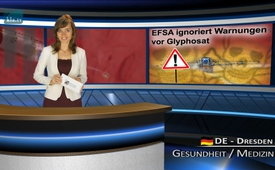 EFSA ignoriert Warnungen
vor Glyphosat
DE - DRESDEN
GESUNDHEIT / MEDIZIN